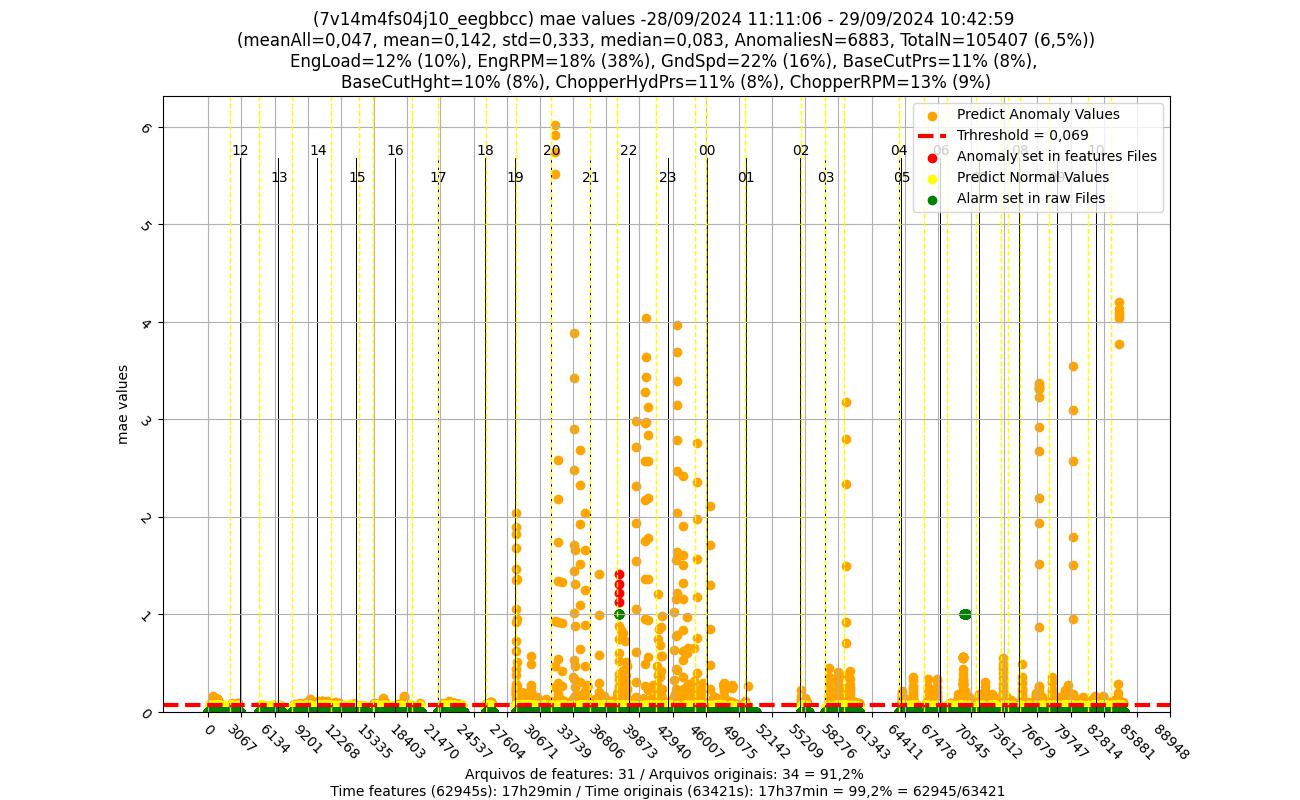 (7v14m4fs04j10_eegbbcc) mae values -28/09/2024 11:11:06 - 29/09/2024 10:42:59
(meanAll=0,047, mean=0,142, std=0,333, median=0,083, AnomaliesN=6883, TotalN=105407 (6,5%))
EngLoad=12% (10%), EngRPM=18% (38%), GndSpd=22% (16%), BaseCutPrs=11% (8%),
BaseCutHght=10% (8%), ChopperHydPrs=11% (8%), ChopperRPM=13% (9%)
Predict Anomaly Values
Trhreshold = 0,069
Anomaly set in features Files
Predict Normal Values
Alarm set in raw Files
12 14 16 18 20 22 00 02 04 06 08 10
13 15 17 19 21 23 01 03 05
6
5
4
3
2
1
0
mae values
0 3067 6134 9201 12268 15335 18403 21470 24537 27604 30671 33739 36806 39873 42940 46007 49075 52142 55209 58276 61343 64411 67478 70545 73612 76679 79747 82814 85881 88948
Arquivos de features: 31 / Arquivos originais: 34 = 91,2%
Time features (62945s): 17h29min / Time originais (63421s): 17h37min = 99,2% = 62945/63421